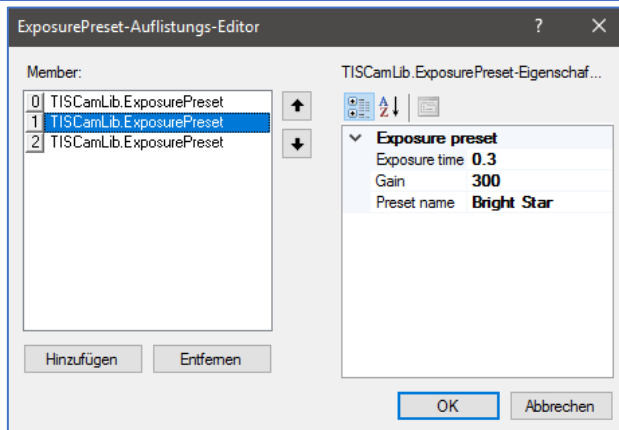 ExposurePreset-Auflistungs-Editor
?
Member:
0 TISCamLib.ExposurePreset
1 TISCamLib.ExposurePreset
2 TISCamLib.ExposurePreset
Hinzufügen
Entfernen
TISCamLib.ExposurePreset-Eigenschaf...
Exposure preset
Exposure time 0.3
Gain 300
Preset name Bright Star
OK
Abbrechen